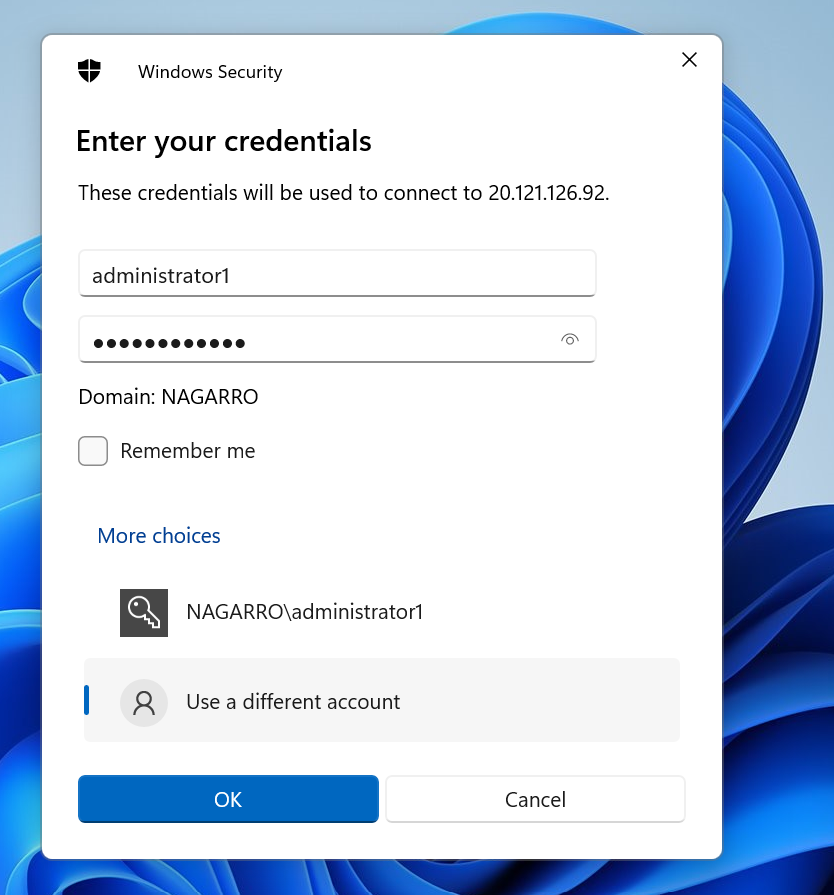 Windows Security
Enter your credentials
These credentials will be used to connect to 20.121.126.92.
administrator1
●●●●●●●●●●●●
Domain: NAGARRO
Remember me
More choices
NAGARRO\administrator1
Use a different account
OK
Cancel